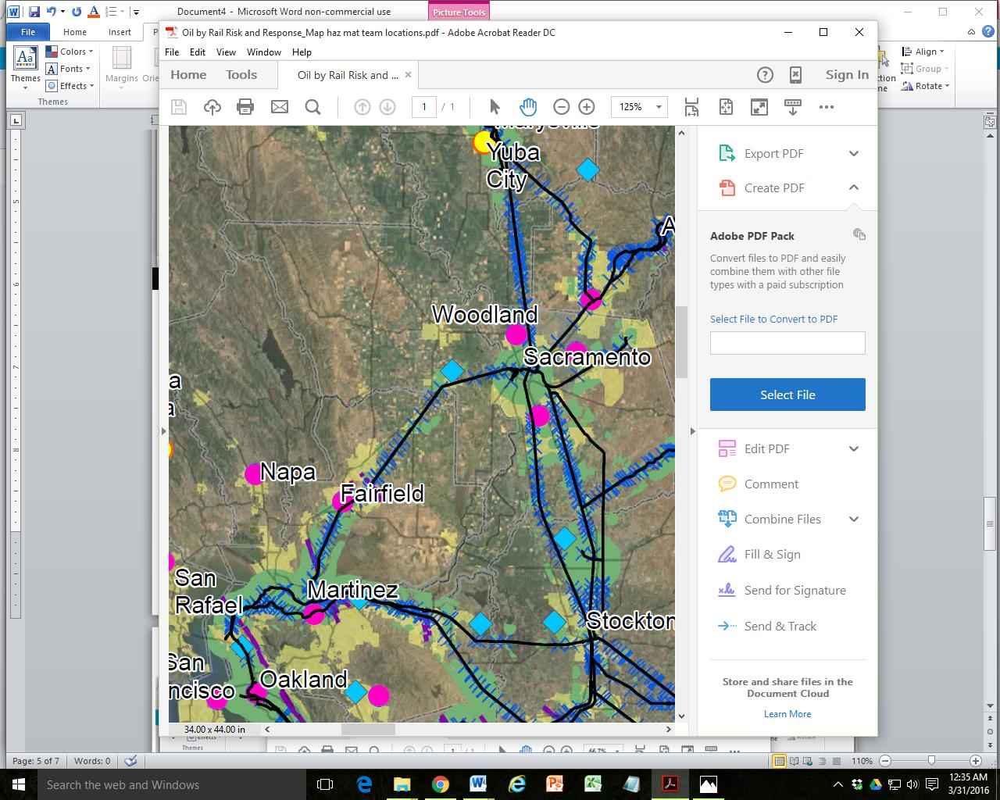 Document4 - Microsoft Word non-commercial use
Picture Tools
File
Home
Insert
Themes
Colors
Fonts
Effects
Themes
Margins
Align
Group
Rotate
Oil by Rail Risk and Response_Map haz mat team locations.pdf - Adobe Acrobat Reader DC
File Edit View Window Help
Home
Tools
Oil by Rail Risk and ...
Sign In
1 / 1
125%
Yuba
City
Woodland
Sacramento
Napa
Fairfield
San
Rafael
Martinez
Stockton
San
ncisco
Oakland
34.00 x 44.00 in
Export PDF
Create PDF
Adobe PDF Pack
Convert files to PDF and easily
combine them with other file
types with a paid subscription
Select File to Convert to PDF
Select File
Edit PDF
Comment
Combine Files
Fill & Sign
Send for Signature
Send & Track
Store and share files in the
Document Cloud
Learn More
Themes
66.7%
Page: 5 of 7
Words: 0
110%
Search the web and Windows
12:35 AM
3/31/2016